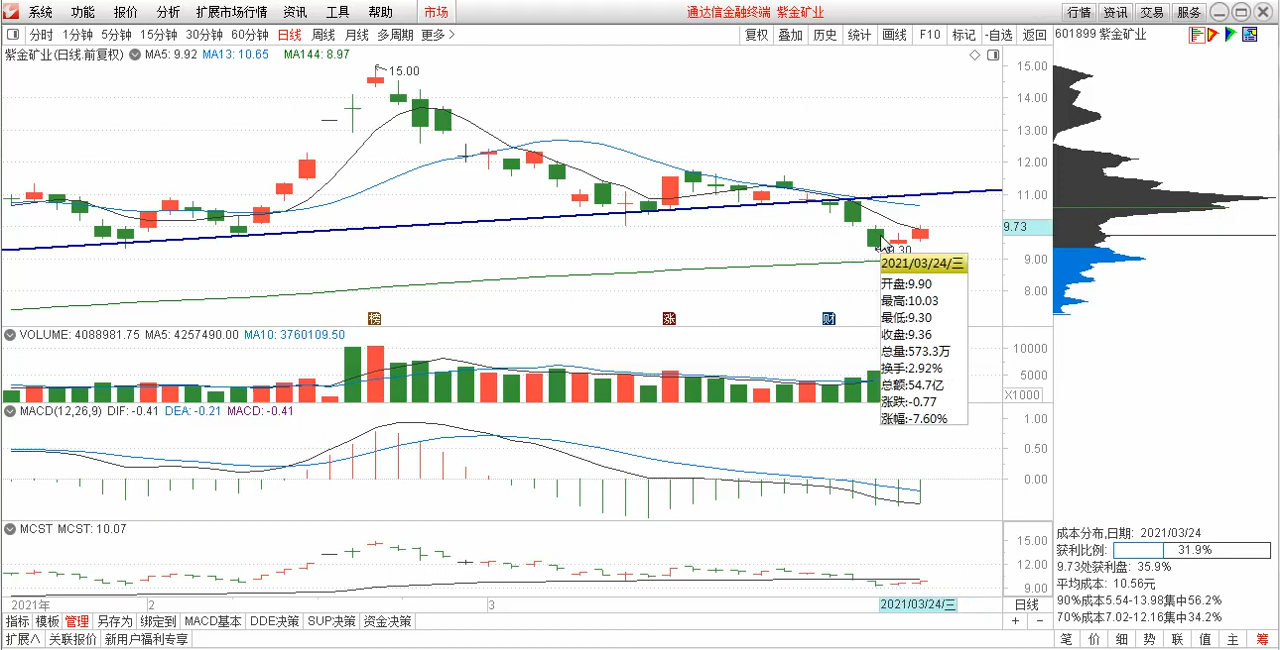 系统 功能 报价 分析 扩展市场行情 资讯 工具 帮助 市场 通达信金融终端 紫金矿业 行情 资讯 交易 服务
分时 1分钟 5分钟 15分钟 30分钟 60分钟 日线 周线 月线 多周期 更多> 复权 叠加 历史 统计 画线 F10 标记 -自选 返回 601899 紫金矿业
紫金矿业(日线.前复权) MA5: 9.92 MA13: 10.65 MA144: 8.97
15.00
15.00
14.00
13.00
12.00
11.00
9.73
9.00
8.00
9.30
2021/03/24/三
开盘:9.90
最高:10.03
最低:9.30
收盘:9.36
总量:573.3万
换手:2.92%
总额:54.7亿
涨跌:-0.77
涨幅:-7.60%
榜 涨 财
VOLUME: 4088981.75 MA5: 4257490.00 MA10: 3760109.50
10000
5000
X1000
MACD(12,26,9) DIF: -0.41 DEA: -0.21 MACD: -0.41
1.00
0.50
0.00
MCST MCST: 10.07
15.00
12.00
9.00
2021年 2 3 2021/03/24/三 日线
指标 模板 管理 另存为 绑定到 MACD基本 DDE决策 SUP决策 资金决策 + -
扩展∧ 关联报价 新用户福利专享
成本分布,日期: 2021/03/24
获利比例: 31.9%
9.73处获利盘: 35.9%
平均成本: 10.56元
90%成本5.54-13.98集中56.2%
70%成本7.02-12.16集中34.2%
笔 价 细 势 联 值 主 筹